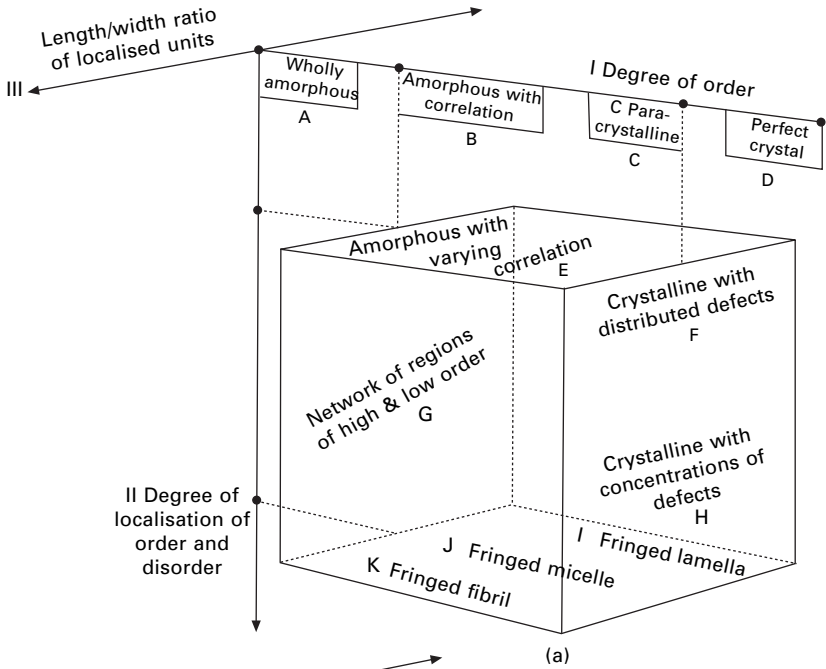 Length/width ratio
of localised units
III
I Degree of order
Wholly
amorphous
A
Amorphous with
correlation
B
C Para-
crystalline
C
Perfect
crystal
D
Amorphous with
varying
correlation
E
Crystalline with
distributed defects
F
Network of regions
of high & low order
G
Crystalline with
concentrations of
defects
H
II Degree of
localisation of
order and
disorder
I Fringed lamella
J Fringed micelle
K Fringed fibril
(a)